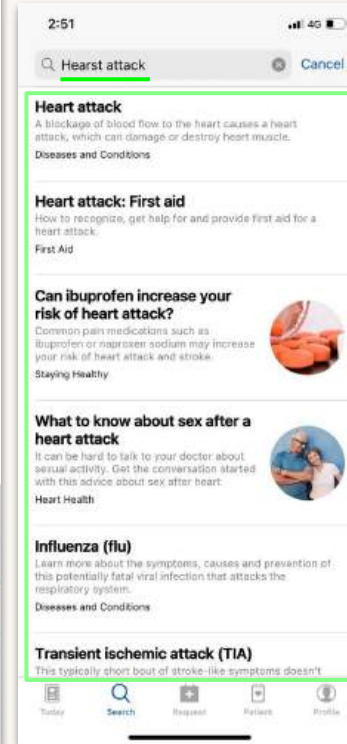 2:51
4G
Hearst attack
Cancel
Heart attack
A blockage of blood flow to the heart causes a heart
attack, which can damage or destroy heart muscle.
Diseases and Conditions
Heart attack: First aid
How to recognize, get help for and provide first aid for a
heart attack.
First Aid
Can ibuprofen increase your
risk of heart attack?
Common pain medications such as
ibuprofen or naproxen sodium may increase
your risk of heart attack and stroke.
Staying Healthy
What to know about sex after a
heart attack
It can be hard to talk to your doctor about
sexual activity. Get the conversation started
with this advice about sex after heart
Heart Health
Influenza (flu)
Learn more about the symptoms, causes and prevention of
this potentially fatal viral infection that attacks the
respiratory system.
Diseases and Conditions
Transient ischemic attack (TIA)
This typically short bout of stroke-like symptoms doesn't
Today
Search
Request
Patient
Profile